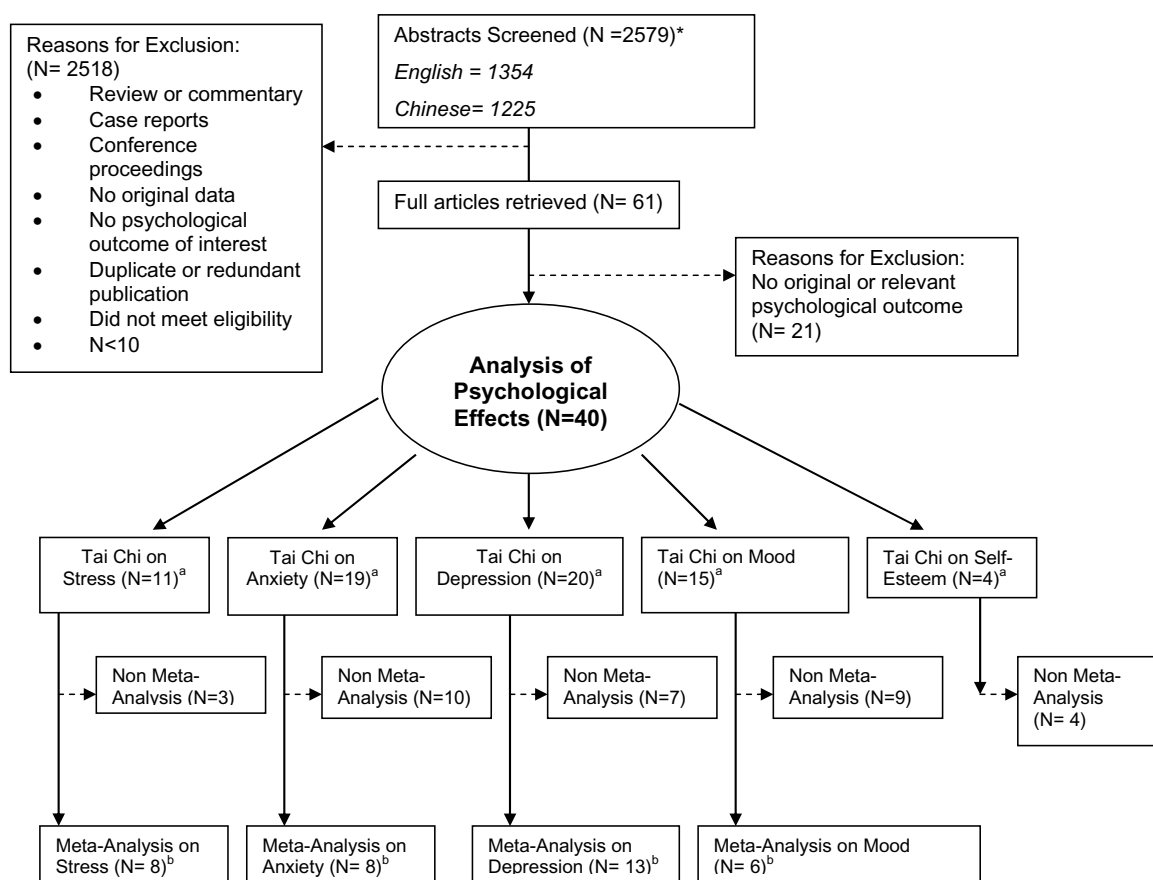 Reasons for Exclusion:
(N= 2518)
• Review or commentary
• Case reports
• Conference
proceedings
• No original data
• No psychological
outcome of interest
• Duplicate or redundant
publication
• Did not meet eligibility
• N<10
Abstracts Screened (N =2579)*
English = 1354
Chinese= 1225
Full articles retrieved (N= 61)
Reasons for Exclusion:
No original or relevant
psychological outcome
(N= 21)
Analysis of
Psychological
Effects (N=40)
Tai Chi on
Stress (N=11)a
Tai Chi on
Anxiety (N=19)a
Tai Chi on
Depression (N=20)a
Tai Chi on Mood
(N=15)a
Tai Chi on Self-
Esteem (N=4)a
Non Meta-
Analysis (N=3)
Non Meta-
Analysis (N=10)
Non Meta-
Analysis (N=7)
Non Meta-
Analysis (N=9)
Non Meta-
Analysis
(N= 4)
Meta-Analysis on
Stress (N= 8)b
Meta-Analysis on
Anxiety (N= 8)b
Meta-Analysis on
Depression (N= 13)b
Meta-Analysis on Mood
(N= 6)b